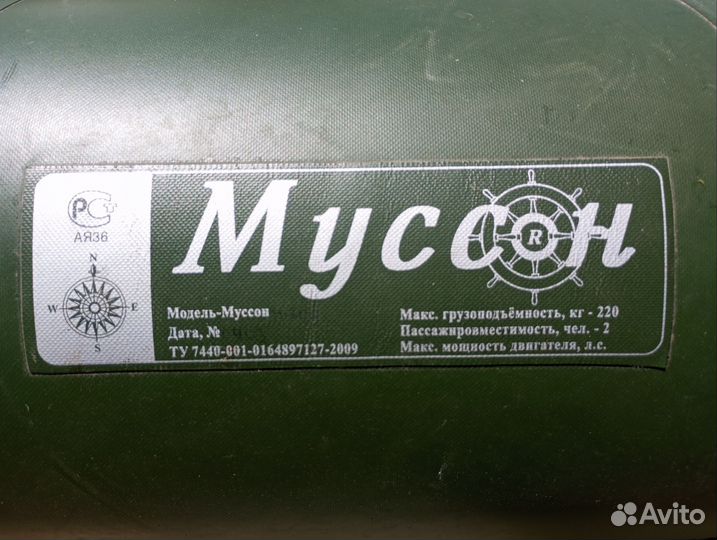 РС
АЯ36
N
W E
S
Муссон
R
Модель-Муссон
Дата, №
ТУ 7440-001-0164897127-2009
Макс. грузоподъёмность, кг - 220
Пассажировместимость, чел. - 2
Макс. мощность двигателя, л.с.
Avito